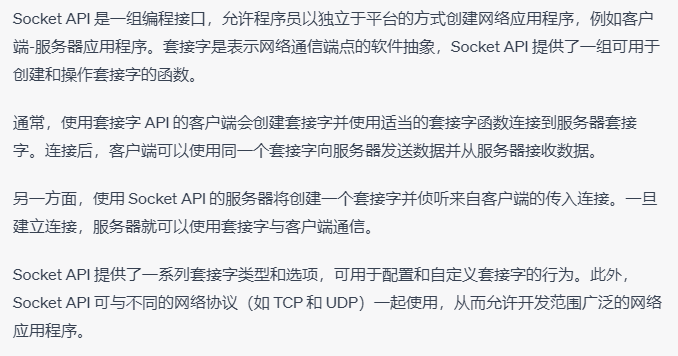 Socket API 是一组编程接口，允许程序员以独立于平台的方式创建网络应用程序，例如客户
端-服务器应用程序。套接字是表示网络通信端点的软件抽象，Socket API 提供了一组可用于
创建和操作套接字的函数。
通常，使用套接字 API 的客户端会创建套接字并使用适当的套接字函数连接到服务器套接
字。连接后，客户端可以使用同一个套接字向服务器发送数据并从服务器接收数据。
另一方面，使用 Socket API 的服务器将创建一个套接字并侦听来自客户端的传入连接。一旦
建立连接，服务器就可以使用套接字与客户端通信。
Socket API 提供了一系列套接字类型和选项，可用于配置和自定义套接字的行为。此外，
Socket API 可与不同的网络协议（如 TCP 和 UDP）一起使用，从而允许开发范围广泛的网络
应用程序。